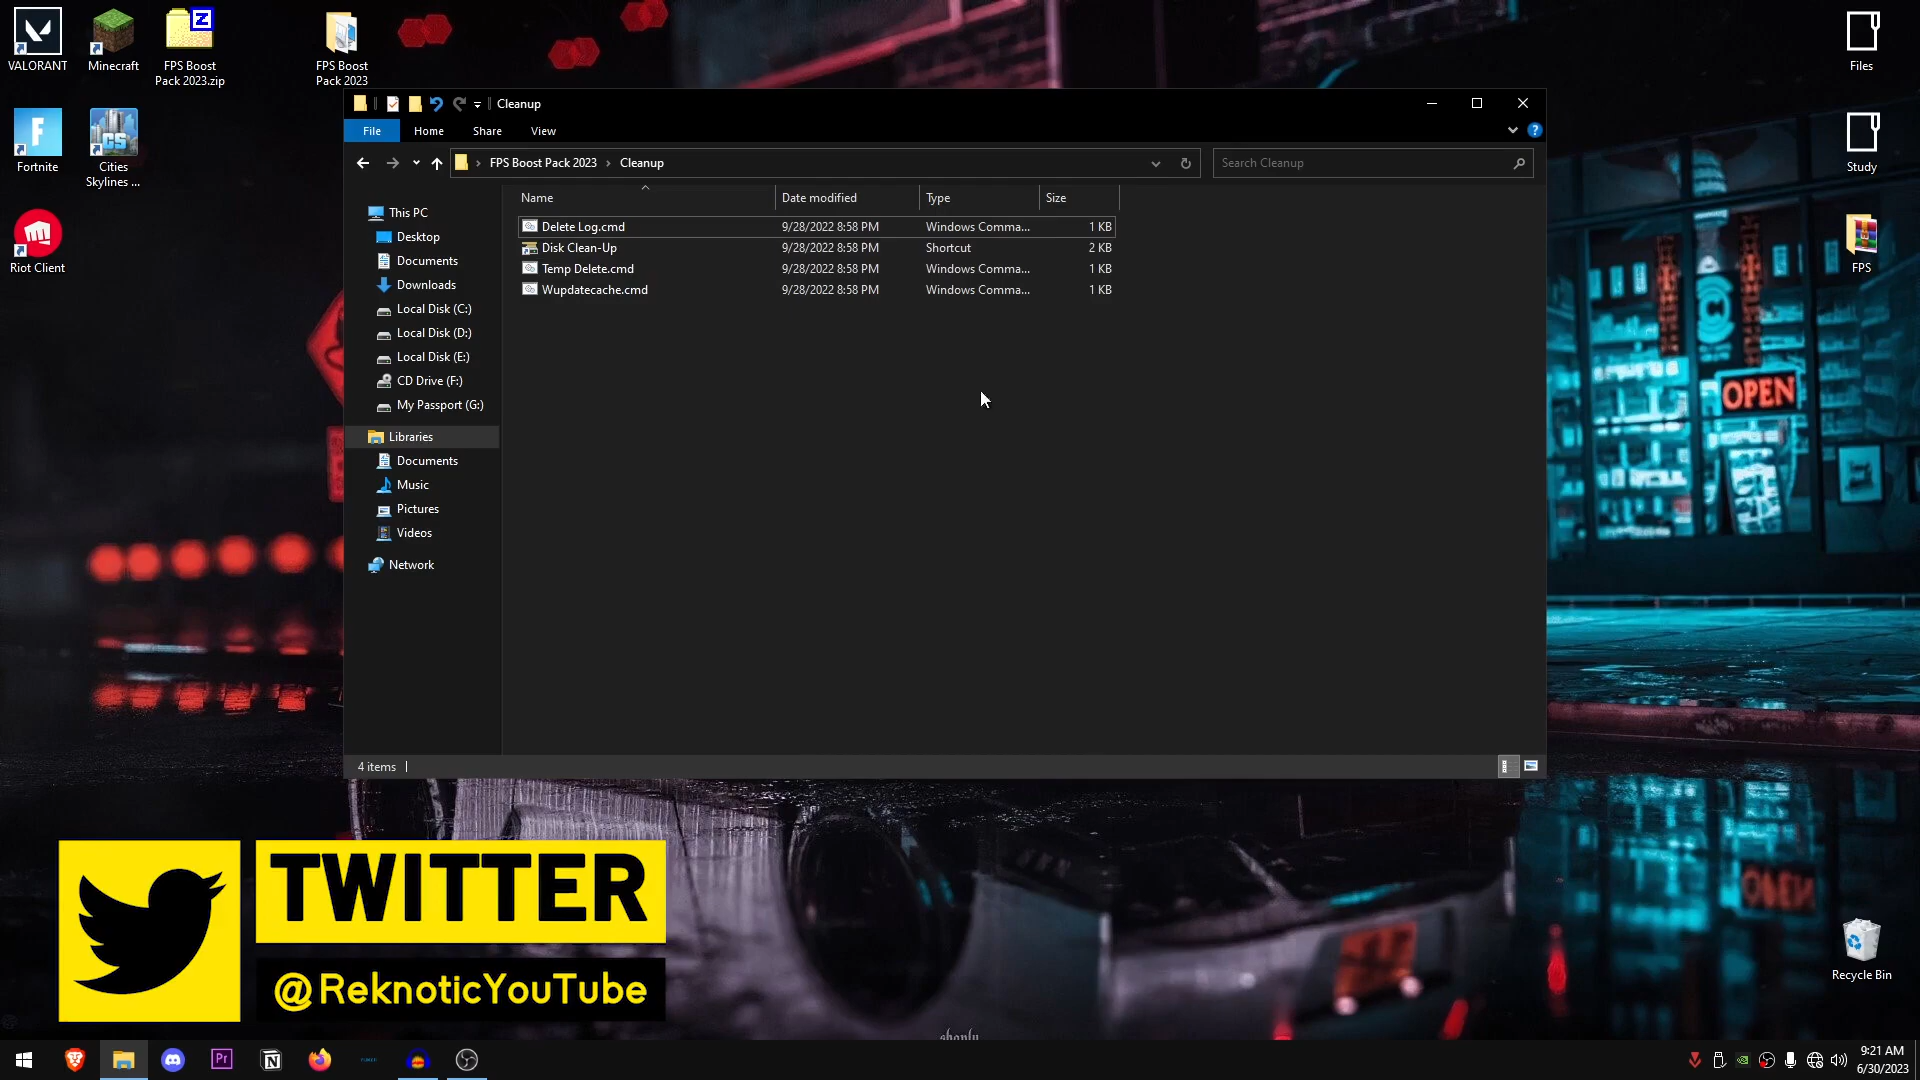 VALORANT
Minecraft
FPS Boost
Pack 2023.zip
FPS Boost
Pack 2023
Files
Fortnite
Cities
Skylines ...
Study
Riot Client
FPS
Cleanup
File
Home
Share
View
FPS Boost Pack 2023 › Cleanup
Search Cleanup
Name
Date modified
Type
Size
Delete Log.cmd 9/28/2022 8:58 PM Windows Comma... 1 KB
Disk Clean-Up 9/28/2022 8:58 PM Shortcut 2 KB
Temp Delete.cmd 9/28/2022 8:58 PM Windows Comma... 1 KB
Wupdatecache.cmd 9/28/2022 8:58 PM Windows Comma... 1 KB
This PC
Desktop
Documents
Downloads
Local Disk (C:)
Local Disk (D:)
Local Disk (E:)
CD Drive (F:)
My Passport (G:)
Libraries
Documents
Music
Pictures
Videos
Network
4 items
OPEN
TWITTER
@ReknoticYouTube
Recycle Bin
Pr
9:21 AM
6/30/2023